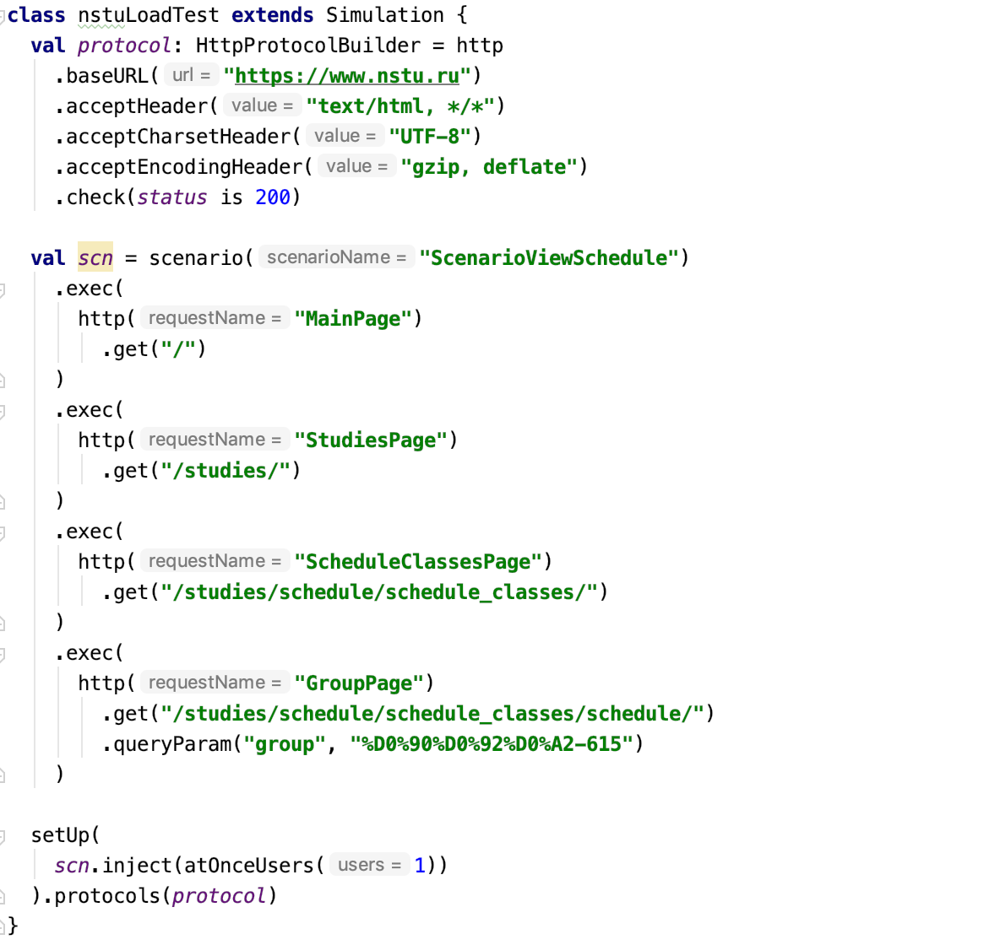 class nstuLoadTest extends Simulation {
  val protocol: HttpProtocolBuilder = http
    .baseURL( url = "https://www.nstu.ru")
    .acceptHeader( value = "text/html, */*")
    .acceptCharsetHeader( value = "UTF-8")
    .acceptEncodingHeader( value = "gzip, deflate")
    .check(status is 200)

  val scn = scenario( scenarioName = "ScenarioViewSchedule")
    .exec(
      http( requestName = "MainPage")
        .get("/")
    )
    .exec(
      http( requestName = "StudiesPage")
        .get("/studies/")
    )
    .exec(
      http( requestName = "ScheduleClassesPage")
        .get("/studies/schedule/schedule_classes/")
    )
    .exec(
      http( requestName = "GroupPage")
        .get("/studies/schedule/schedule_classes/schedule/")
        .queryParam("group", "%D0%90%D0%92%D0%A2-615")
    )

  setUp(
    scn.inject(atOnceUsers( users = 1))
  ).protocols(protocol)
}